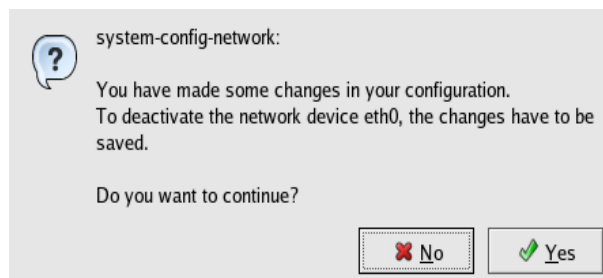 system-config-network:
You have made some changes in your configuration.
To deactivate the network device eth0, the changes have to be
saved.
Do you want to continue?
No
Yes